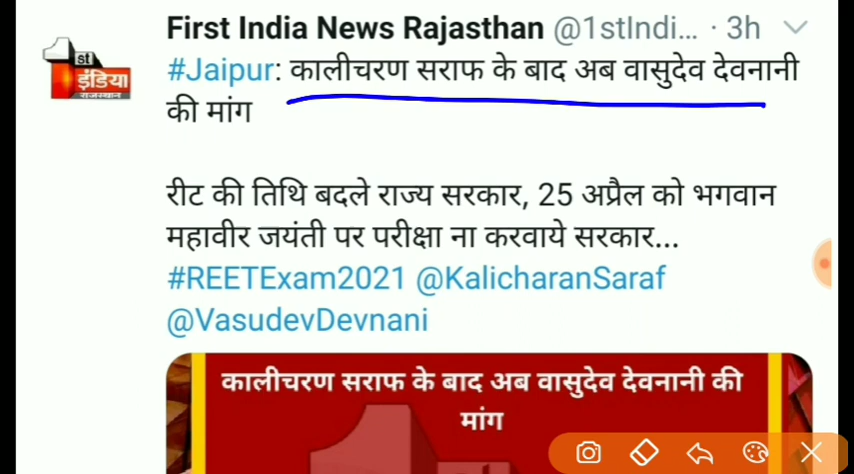 First India News Rajasthan @1stIndi... · 3h
1st
इंडिया
#Jaipur: कालीचरण सराफ के बाद अब वासुदेव देवनानी
की मांग
रीट की तिथि बदले राज्य सरकार, 25 अप्रैल को भगवान
महावीर जयंती पर परीक्षा ना करवाये सरकार...
#REETExam2021 @KalicharanSaraf
@VasudevDevnani
कालीचरण सराफ के बाद अब वासुदेव देवनानी की
मांग